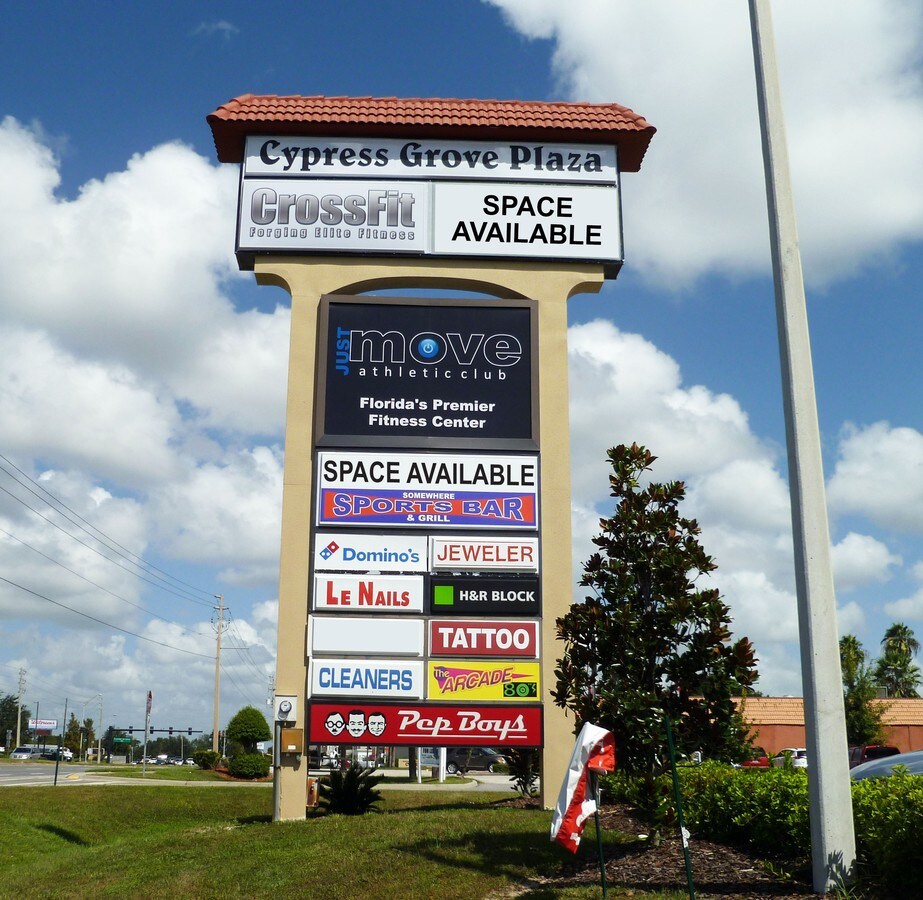 Cypress Grove Plaza
CrossFit
Forging Elite Fitness
SPACE
AVAILABLE
JUST
move
athletic club
Florida's Premier
Fitness Center
SPACE AVAILABLE
SOMEWHERE
SPORTS BAR
& GRILL
Domino's
JEWELER
LE NAILS
H&R BLOCK
TATTOO
CLEANERS
The
ARCADE
80's
Pep Boys